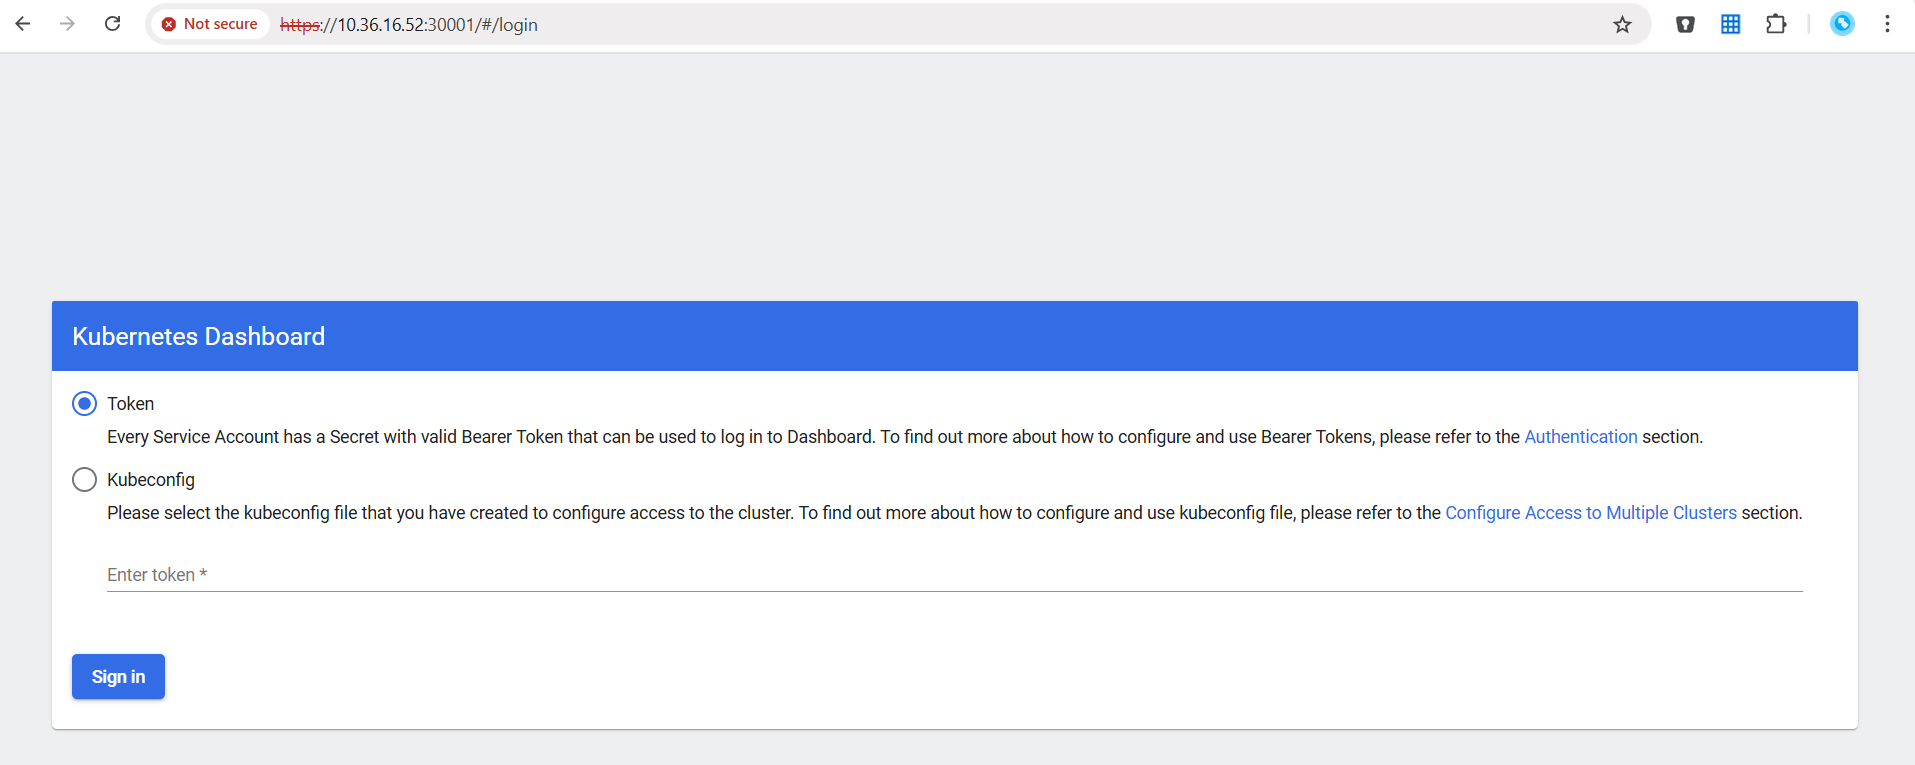 Not secure https://10.36.16.52:30001/#/login
Kubernetes Dashboard
Token
Every Service Account has a Secret with valid Bearer Token that can be used to log in to Dashboard. To find out more about how to configure and use Bearer Tokens, please refer to the Authentication section.
Kubeconfig
Please select the kubeconfig file that you have created to configure access to the cluster. To find out more about how to configure and use kubeconfig file, please refer to the Configure Access to Multiple Clusters section.
Enter token *
Sign in